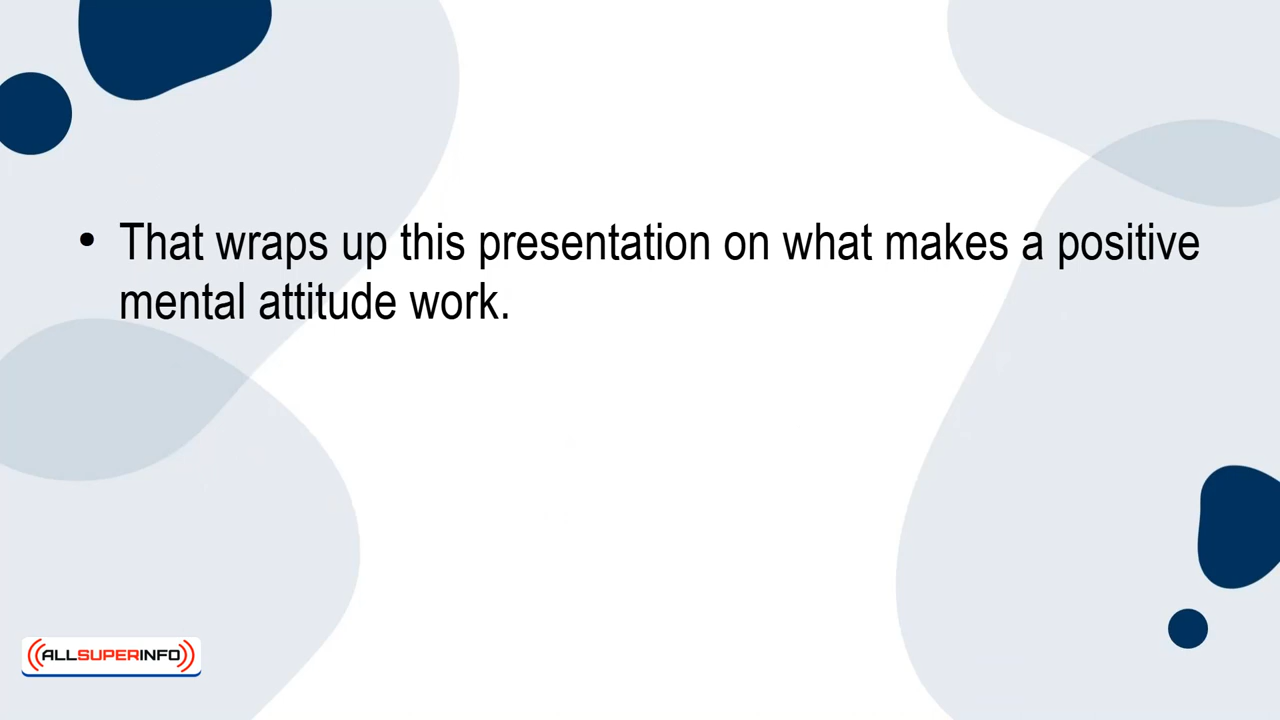 • That wraps up this presentation on what makes a positive
mental attitude work.
((ALLSUPERINFO))